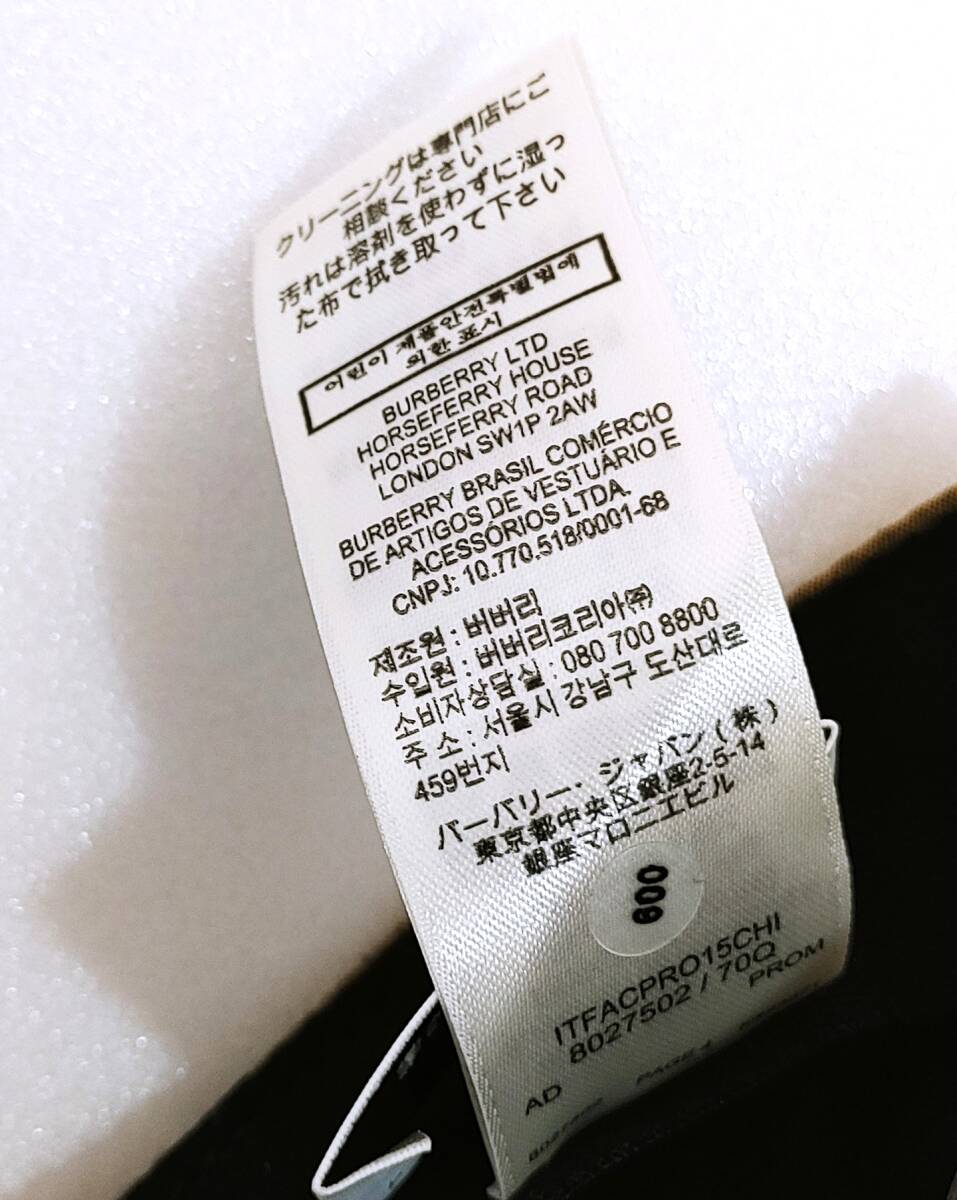 クリーニングは専門店にご
相談ください
汚れは溶剤を使わずに湿っ
た布で拭き取って下さい
어린이 제품안전특별법에
의한 표시
BURBERRY LTD
HORSEFERRY HOUSE
HORSEFERRY ROAD
LONDON SW1P 2AW
BURBERRY BRASIL COMÉRCIO
DE ARTIGOS DE VESTUÁRIO E
ACESSÓRIOS LTDA.
CNPJ: 10.770.518/0001-68
제조원 : 버버리
수입원 : 버버리코리아㈜
소비자상담실 : 080 700 8800
주 소 : 서울시 강남구 도산대로
459번지
バーバリー・ジャパン(株)
東京都中央区銀座2-5-14
銀座マロニエビル
600
ITFACPRO15CHI
8027502 / 70Q
PROM
AD
PAGE 4